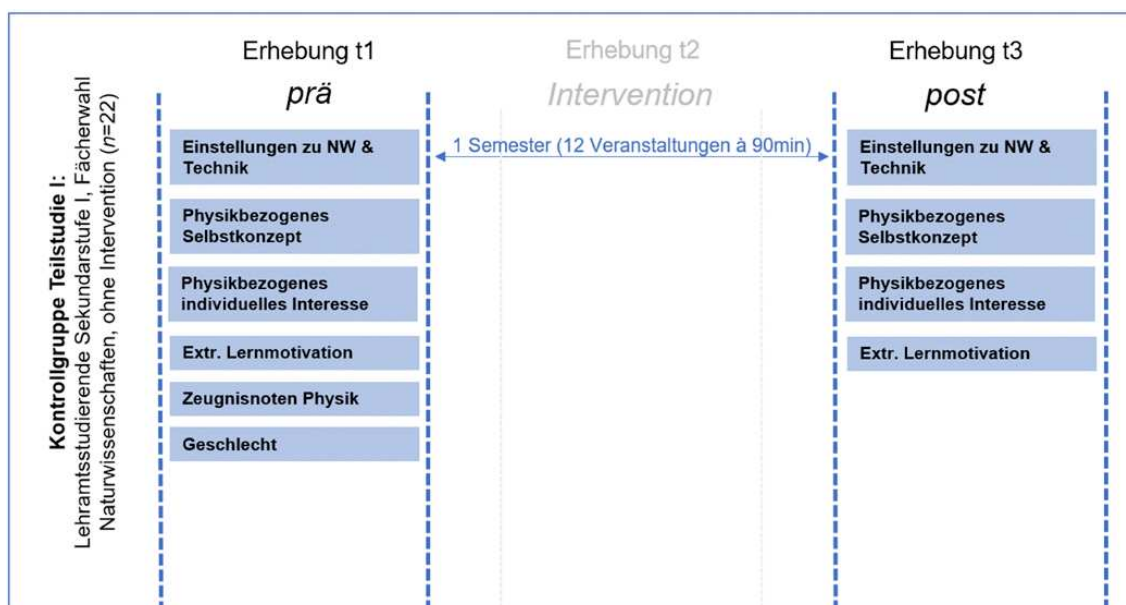 Kontrollgruppe Teilstudie I:
Lehramtsstudierende Sekundarstufe I, Fächerwahl
Naturwissenschaften, ohne Intervention (n=22)
Erhebung t1
prä
Einstellungen zu NW &
Technik
Physikbezogenes
Selbstkonzept
Physikbezogenes
individuelles Interesse
Extr. Lernmotivation
Zeugnisnoten Physik
Geschlecht
Erhebung t2
Intervention
1 Semester (12 Veranstaltungen à 90min)
Erhebung t3
post
Einstellungen zu NW &
Technik
Physikbezogenes
Selbstkonzept
Physikbezogenes
individuelles Interesse
Extr. Lernmotivation